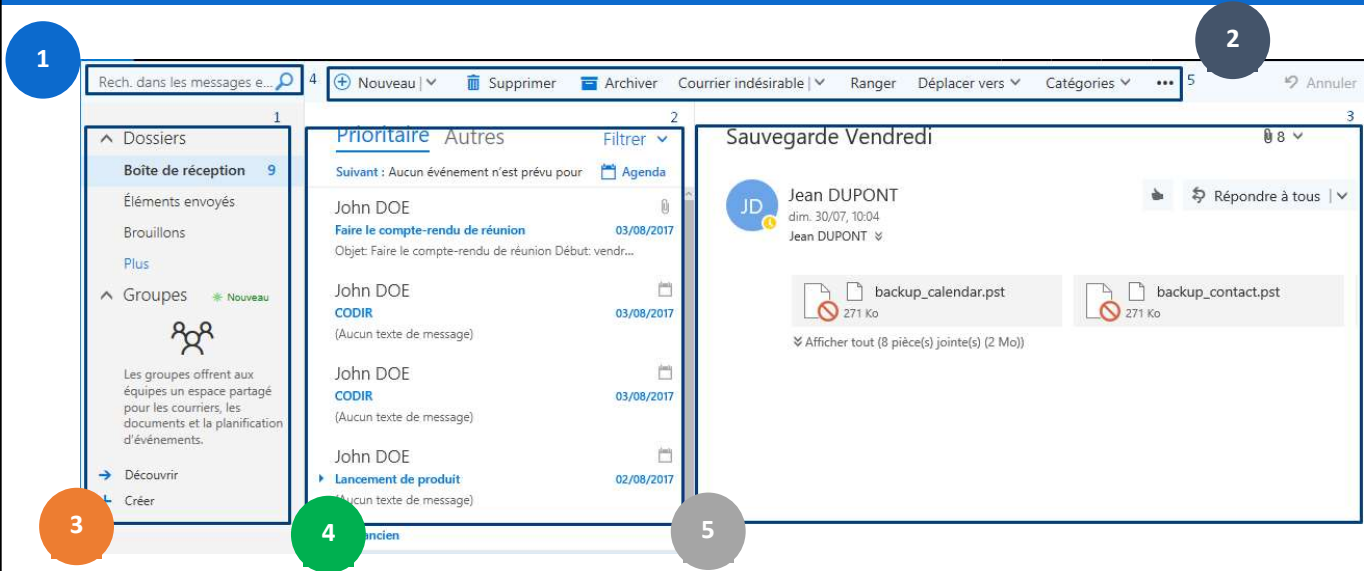 1
2
Rech. dans les messages e...
4
Nouveau | Supprimer Archiver Courrier indésirable | Ranger Déplacer vers Catégories •••
5
Annuler
1
Dossiers
Boîte de réception 9
Éléments envoyés
Brouillons
Plus
Groupes Nouveau
Les groupes offrent aux
équipes un espace partagé
pour les courriers, les
documents et la planification
d'événements.
Découvrir
Créer
3
2
Prioritaire Autres Filtrer
Suivant : Aucun événement n'est prévu pour Agenda
John DOE
Faire le compte-rendu de réunion 03/08/2017
Objet: Faire le compte-rendu de réunion Début: vendr...
John DOE
CODIR 03/08/2017
(Aucun texte de message)
John DOE
CODIR 03/08/2017
(Aucun texte de message)
John DOE
Lancement de produit 02/08/2017
(Aucun texte de message)
ancien
4
3
Sauvegarde Vendredi 8
JD
Jean DUPONT
Répondre à tous |
dim. 30/07, 10:04
Jean DUPONT
backup_calendar.pst
271 Ko
backup_contact.pst
271 Ko
Afficher tout (8 pièce(s) jointe(s) (2 Mo))
5